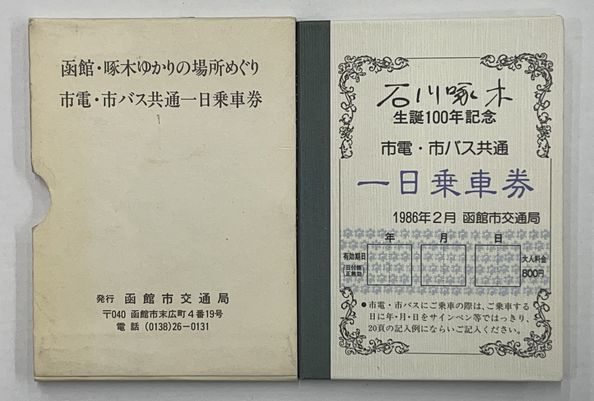 函館・啄木ゆかりの場所めぐり
市電・市バス共通一日乗車券
発行 函館市交通局
〒040 函館市末広町4番19号
電話 (0138)26-0131
石川啄木
生誕100年記念
市電・市バス共通
一日乗車券
1986年2月 函館市交通局
年 月 日
有効期日
大人料金
800円
●市電・市バスにご乗車の際は、ご乗車する
日に年・月・日をサインペン等ではっきり、
20頁の記入例にならいご記入ください。